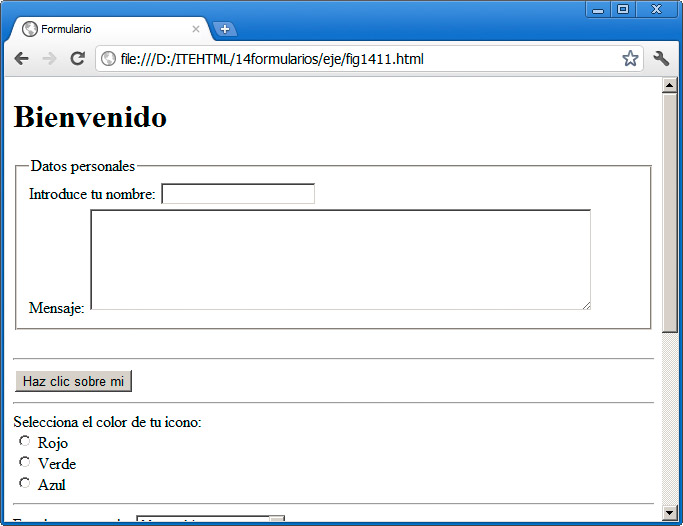 Formulario
file:///D:/ITEHTML/14formularios/eje/fig1411.html
Bienvenido
Datos personales
Introduce tu nombre:
Mensaje:
Haz clic sobre mi
Selecciona el color de tu icono:
Rojo
Verde
Azul